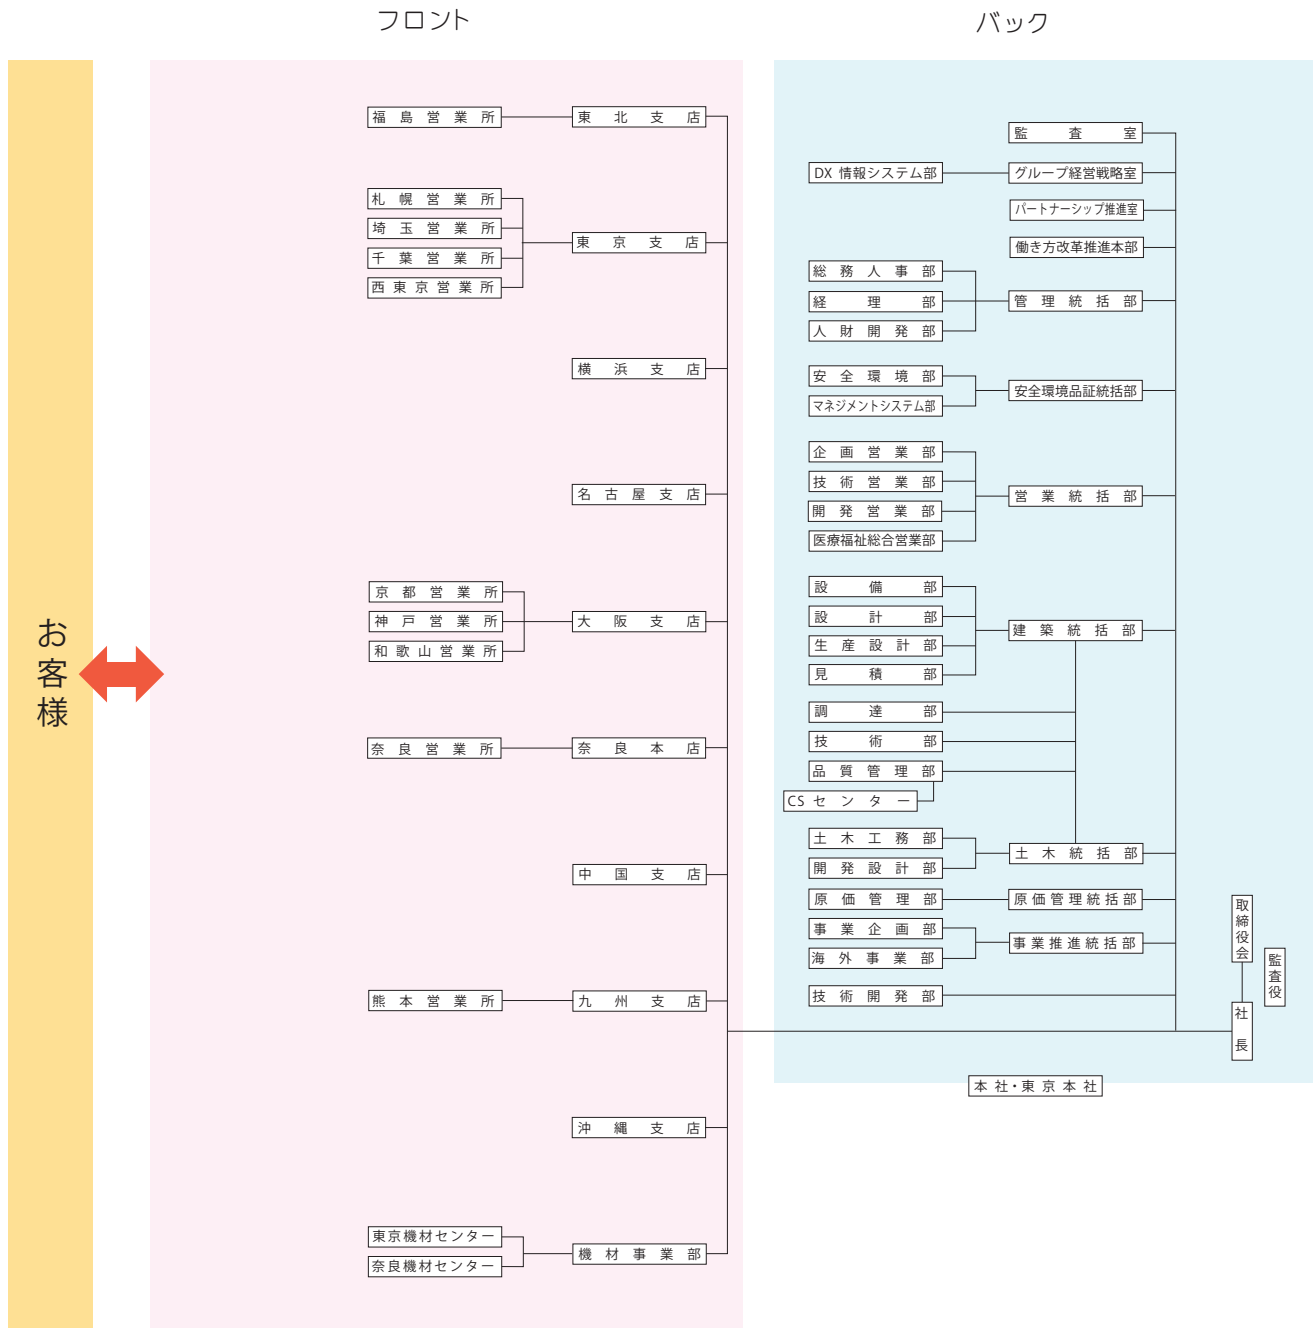 フロント
バック
お客様
福島営業所
東北支店
札幌営業所
埼玉営業所
千葉営業所
西東京営業所
東京支店
横浜支店
名古屋支店
京都営業所
神戸営業所
和歌山営業所
大阪支店
奈良営業所
奈良本店
中国支店
熊本営業所
九州支店
沖縄支店
東京機材センター
奈良機材センター
機材事業部
監査室
DX 情報システム部
グループ経営戦略室
パートナーシップ推進室
働き方改革推進本部
総務人事部
経理部
人財開発部
管理統括部
安全環境部
マネジメントシステム部
安全環境品証統括部
企画営業部
技術営業部
開発営業部
医療福祉総合営業部
営業統括部
設備部
設計部
生産設計部
見積部
建築統括部
調達部
技術部
品質管理部
CSセンター
土木工務部
開発設計部
土木統括部
原価管理部
原価管理統括部
事業企画部
海外事業部
事業推進統括部
技術開発部
取締役会
監査役
社長
本社・東京本社